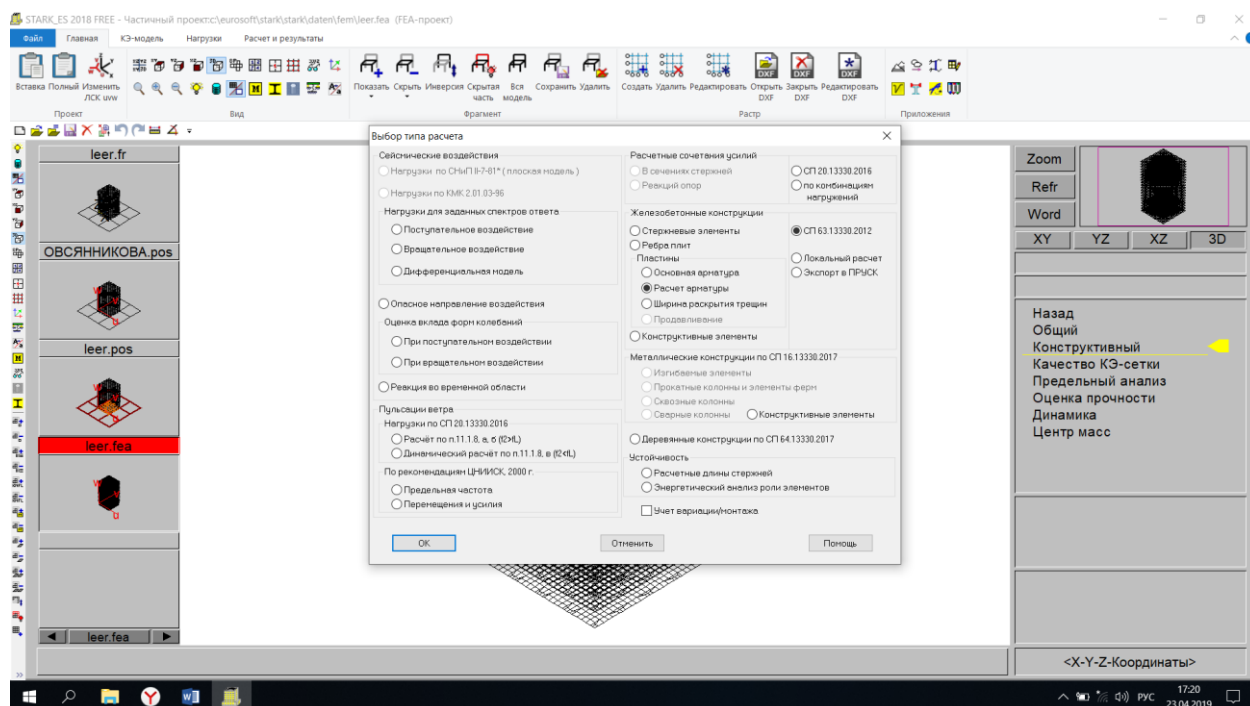 STARK_ES 2018 FREE - Частичный проект:c:\eurosoft\stark\stark\daten\fem\leer.fea (FEA-проект)
Файл Главная КЭ-модель Нагрузки Расчет и результаты
Вставка Полный Изменить ЛСК uvw
Показать Скрыть Инверсия Скрытая часть Вся модель Сохранить Удалить
Создать Удалить Редактировать Открыть DXF Закрыть DXF Редактировать DXF
Проект Вид Фрагмент Растр Приложения
leer.fr
ОВСЯННИКОВА.pos
leer.pos
leer.fea
leer.fea
Выбор типа расчета
Сейсмические воздействия
Нагрузки по СНиП II-7-81* ( плоская модель )
Нагрузки по КМК 2.01.03-96
Нагрузки для заданных спектров ответа
Поступательное воздействие
Вращательное воздействие
Дифференциальная модель
Опасное направление воздействия
Оценка вклада форм колебаний
При поступательном воздействии
При вращательном воздействии
Реакция во временной области
Пульсации ветра
Нагрузки по СП 20.13330.2016
Расчёт по п.11.1.8, а, б (f2>fL)
Динамический расчёт по п.11.1.8, в (f2<fL)
По рекомендациям ЦНИИСК, 2000 г.
Предельная частота
Перемещения и усилия
Расчетные сочетания усилий
В сечениях стержней
Реакций опор
СП 20.13330.2016
по комбинациям
нагружений
Железобетонные конструкции
Стержневые элементы
СП 63.13330.2012
Ребра плит
Пластины
Локальный расчет
Основная арматура
Экспорт в ПРУСК
Расчет арматуры
Ширина раскрытия трещин
Продавливание
Конструктивные элементы
Металлические конструкции по СП 16.13330.2017
Изгибаемые элементы
Прокатные колонны и элементы ферм
Сквозные колонны
Сварные колонны Конструктивные элементы
Деревянные конструкции по СП 64.13330.2017
Устойчивость
Расчетные длины стержней
Энергетический анализ роли элементов
Учет вариации/монтажа
ОК Отменить Помощь
Zoom
Refr
Word
XY YZ XZ 3D
Назад
Общий
Конструктивный
Качество КЭ-сетки
Предельный анализ
Оценка прочности
Динамика
Центр масс
<X-Y-Z-Координаты>
РУС
17:20
23.04.2019